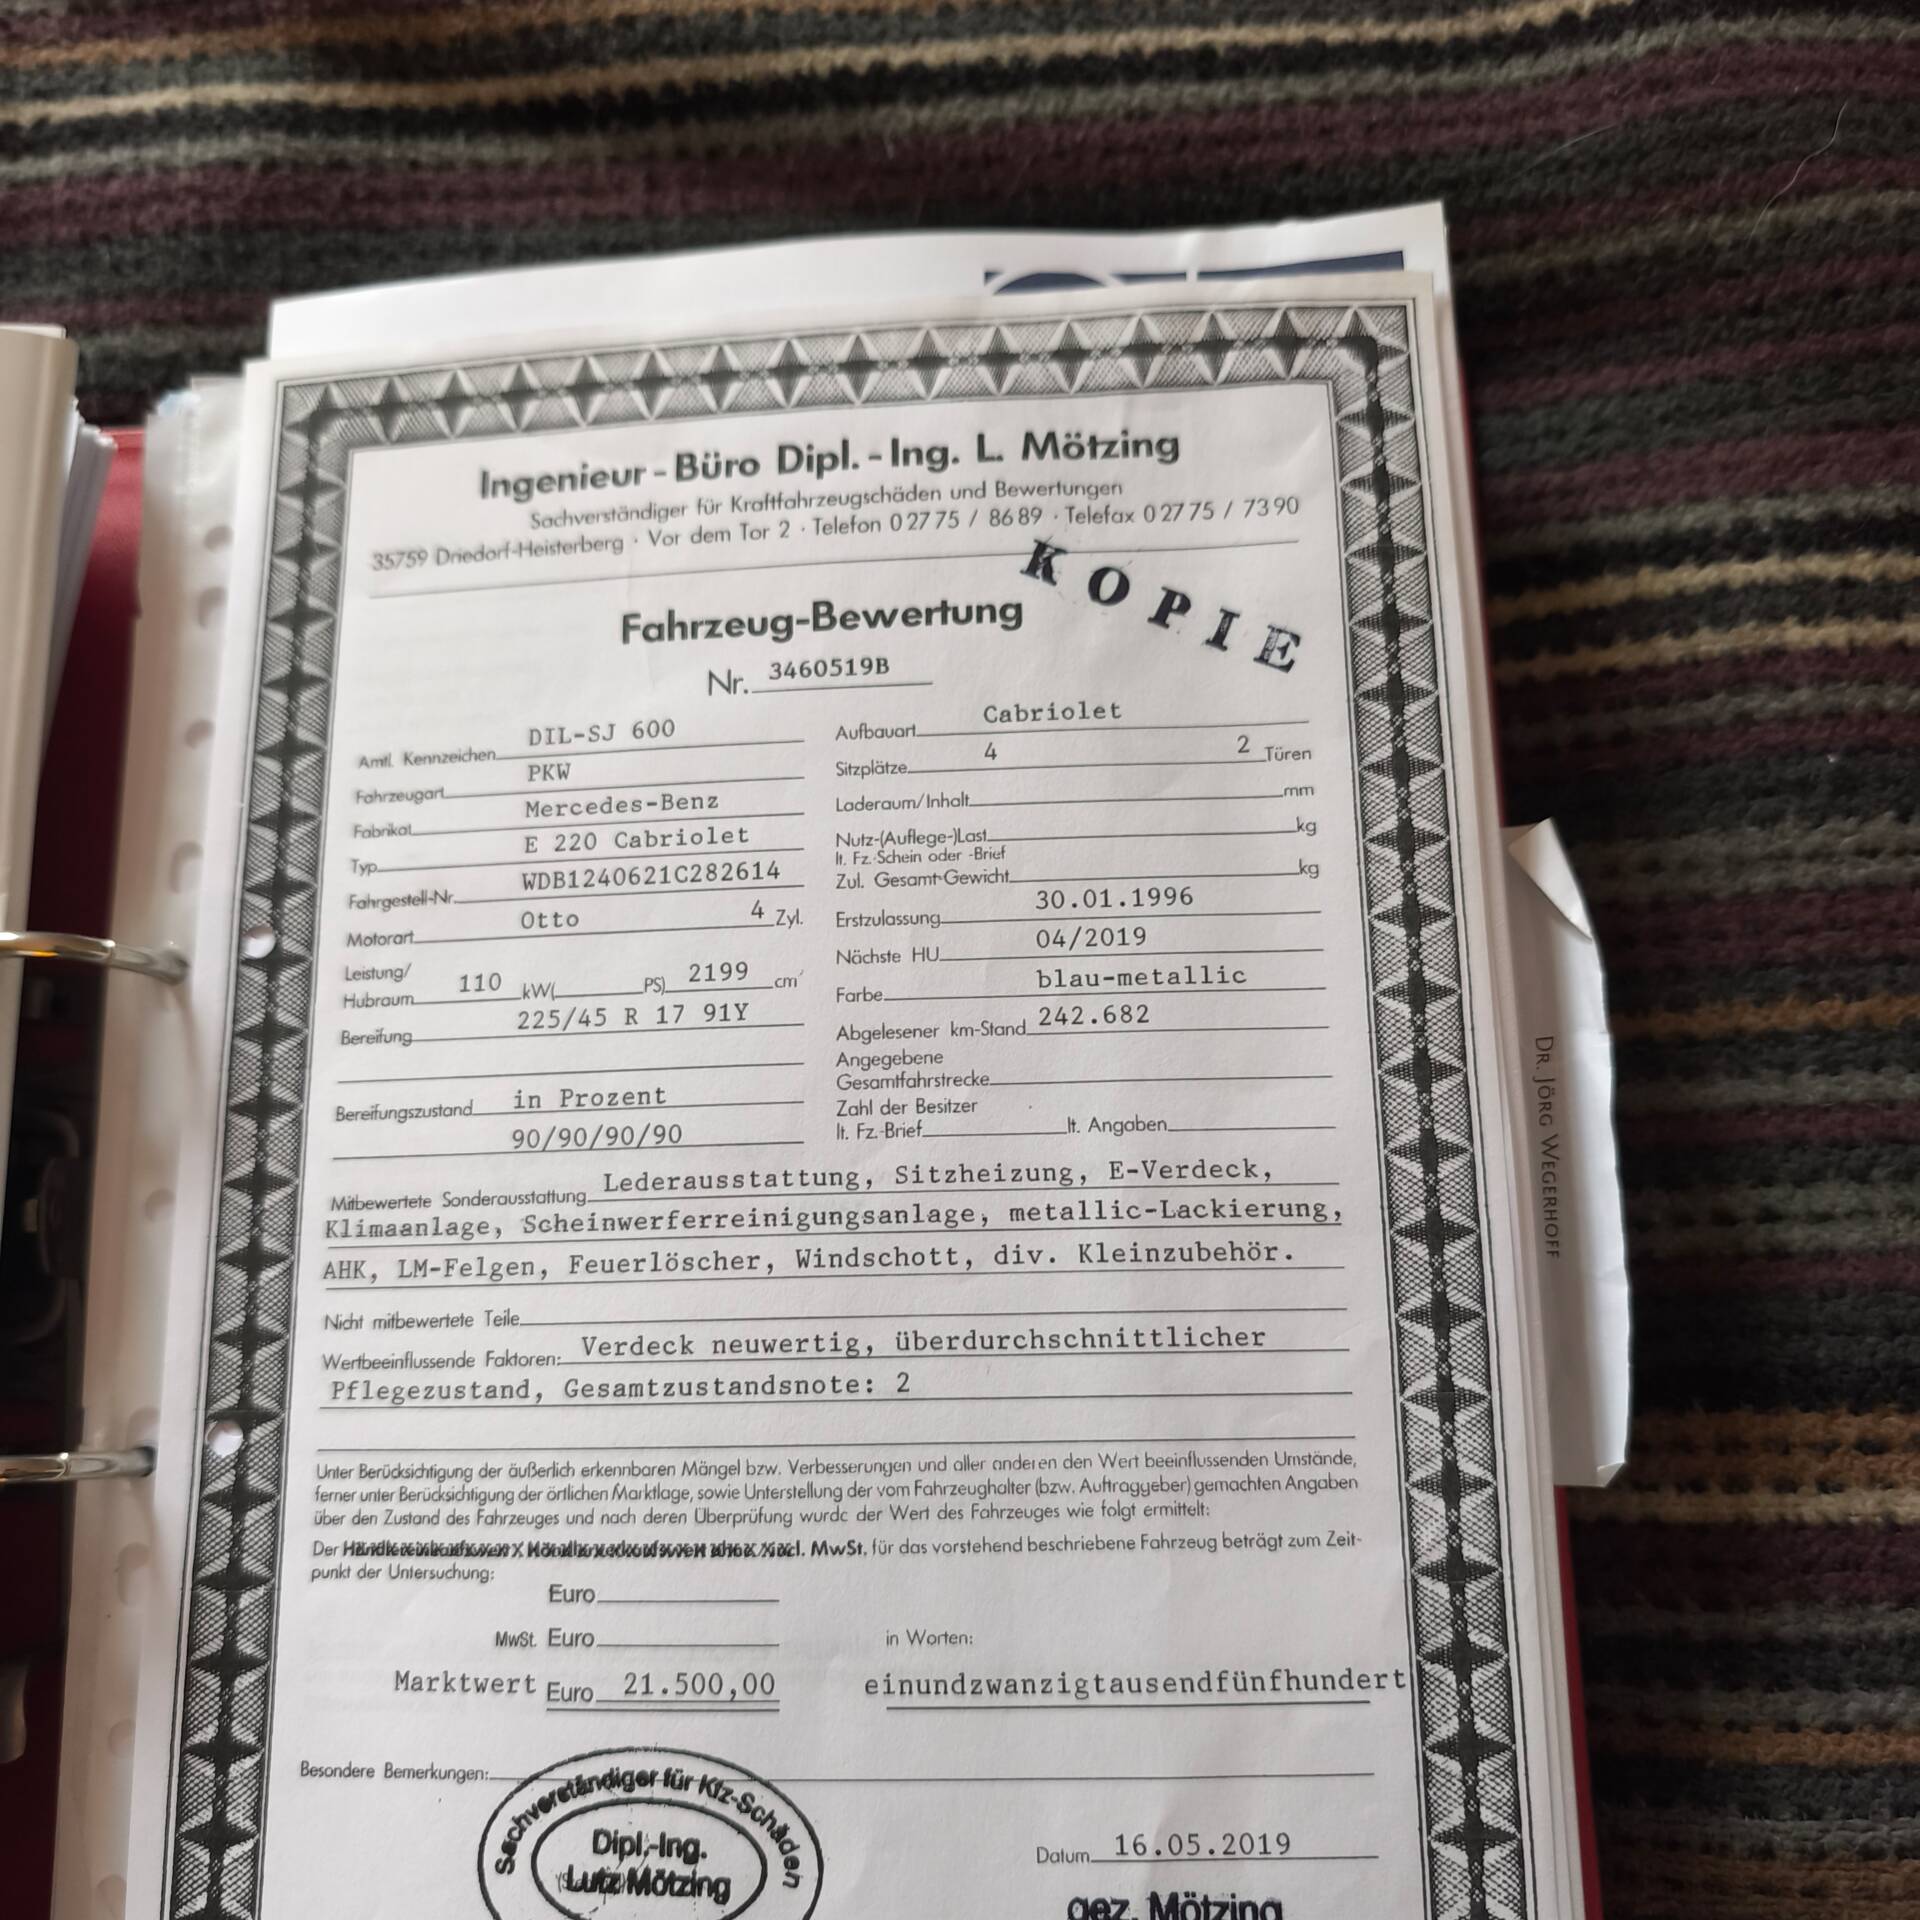 Ingenieur-Büro Dipl.-Ing. L. Mötzing
Sachverständiger für Kraftfahrzeugschäden und Bewertungen
35759 Driedorf-Heisterberg · Vor dem Tor 2 · Telefon 0 27 75 / 86 89 · Telefax 0 27 75 / 73 90
KOPIE
Fahrzeug-Bewertung
Nr. 3460519B
Amtl. Kennzeichen DIL-SJ 600
Fahrzeugart PKW
Fabrikat Mercedes-Benz
Typ E 220 Cabriolet
Fahrgestell-Nr. WDB1240621C282614
Motorart Otto 4 Zyl.
Leistung/
Hubraum 110 kW( PS) 2199 cm³
Bereifung 225/45 R 17 91Y
Bereifungszustand in Prozent
90/90/90/90
Aufbauart Cabriolet
Sitzplätze 4 2 Türen
Laderaum/Inhalt mm
Nutz-(Auflege-)Last kg
lt. Fz.-Schein oder -Brief
Zul. Gesamt-Gewicht kg
Erstzulassung 30.01.1996
Nächste HU 04/2019
Farbe blau-metallic
Abgelesener km-Stand 242.682
Angegebene
Gesamtfahrstrecke
Zahl der Besitzer
lt. Fz.-Brief lt. Angaben
Mitbewertete Sonderausstattung Lederausstattung, Sitzheizung, E-Verdeck,
Klimaanlage, Scheinwerferreinigungsanlage, metallic-Lackierung,
AHK, LM-Felgen, Feuerlöscher, Windschott, div. Kleinzubehör.
Nicht mitbewertete Teile
Wertbeeinflussende Faktoren: Verdeck neuwertig, überdurchschnittlicher
Pflegezustand, Gesamtzustandsnote: 2
Unter Berücksichtigung der äußerlich erkennbaren Mängel bzw. Verbesserungen und aller anderen den Wert beeinflussenden Umstände,
ferner unter Berücksichtigung der örtlichen Marktlage, sowie Unterstellung der vom Fahrzeughalter (bzw. Auftraggeber) gemachten Angaben
über den Zustand des Fahrzeuges und nach deren Überprüfung wurde der Wert des Fahrzeuges wie folgt ermittelt:
Der MwSt. für das vorstehend beschriebene Fahrzeug beträgt zum Zeit-
punkt der Untersuchung:
Euro
MwSt. Euro in Worten:
Marktwert Euro 21.500,00 einundzwanzigtausendfünfhundert
Besondere Bemerkungen:
Sachverständiger für Kfz-Schäden
Dipl.-Ing.
Lutz Mötzing
Datum 16.05.2019
gez. Mötzing
DR. JÖRG WEGERHOFF